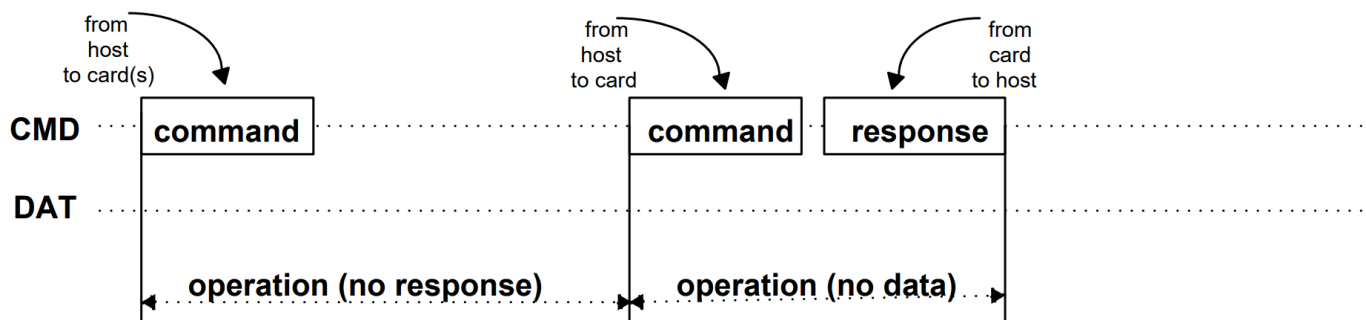 from
host
to card(s)
from
host
to card
from
card
to host
CMD
command
command
response
DAT
operation (no response)
operation (no data)